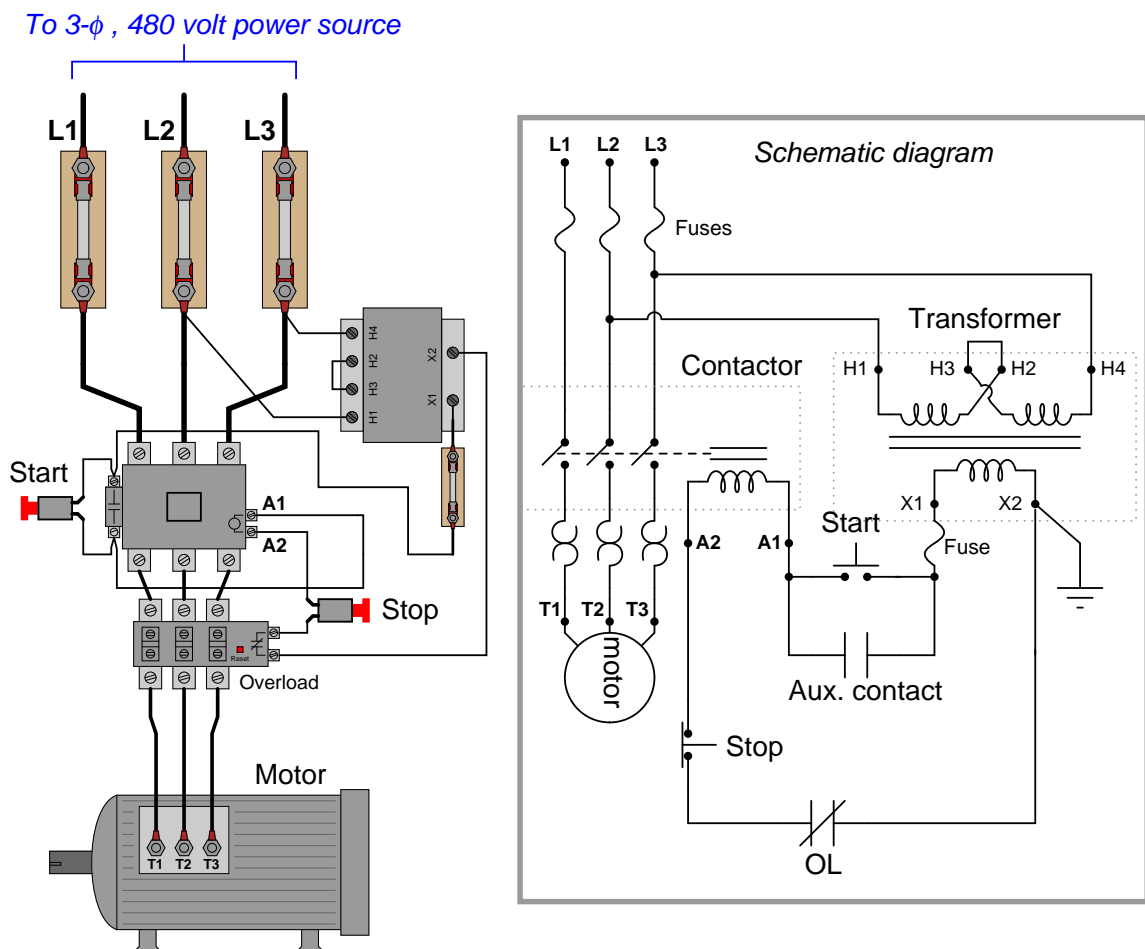 To 3-ϕ , 480 volt power source
L1 L2 L3
H4
H2
H3
H1
X2
X1
Start
A1
A2
Stop
Reset
Overload
Motor
T1 T2 T3
Schematic diagram
L1 L2 L3
Fuses
Transformer
Contactor
H1 H3 H2 H4
X1 X2
Start
A2 A1
Fuse
T1 T2 T3
motor
Aux. contact
Stop
OL